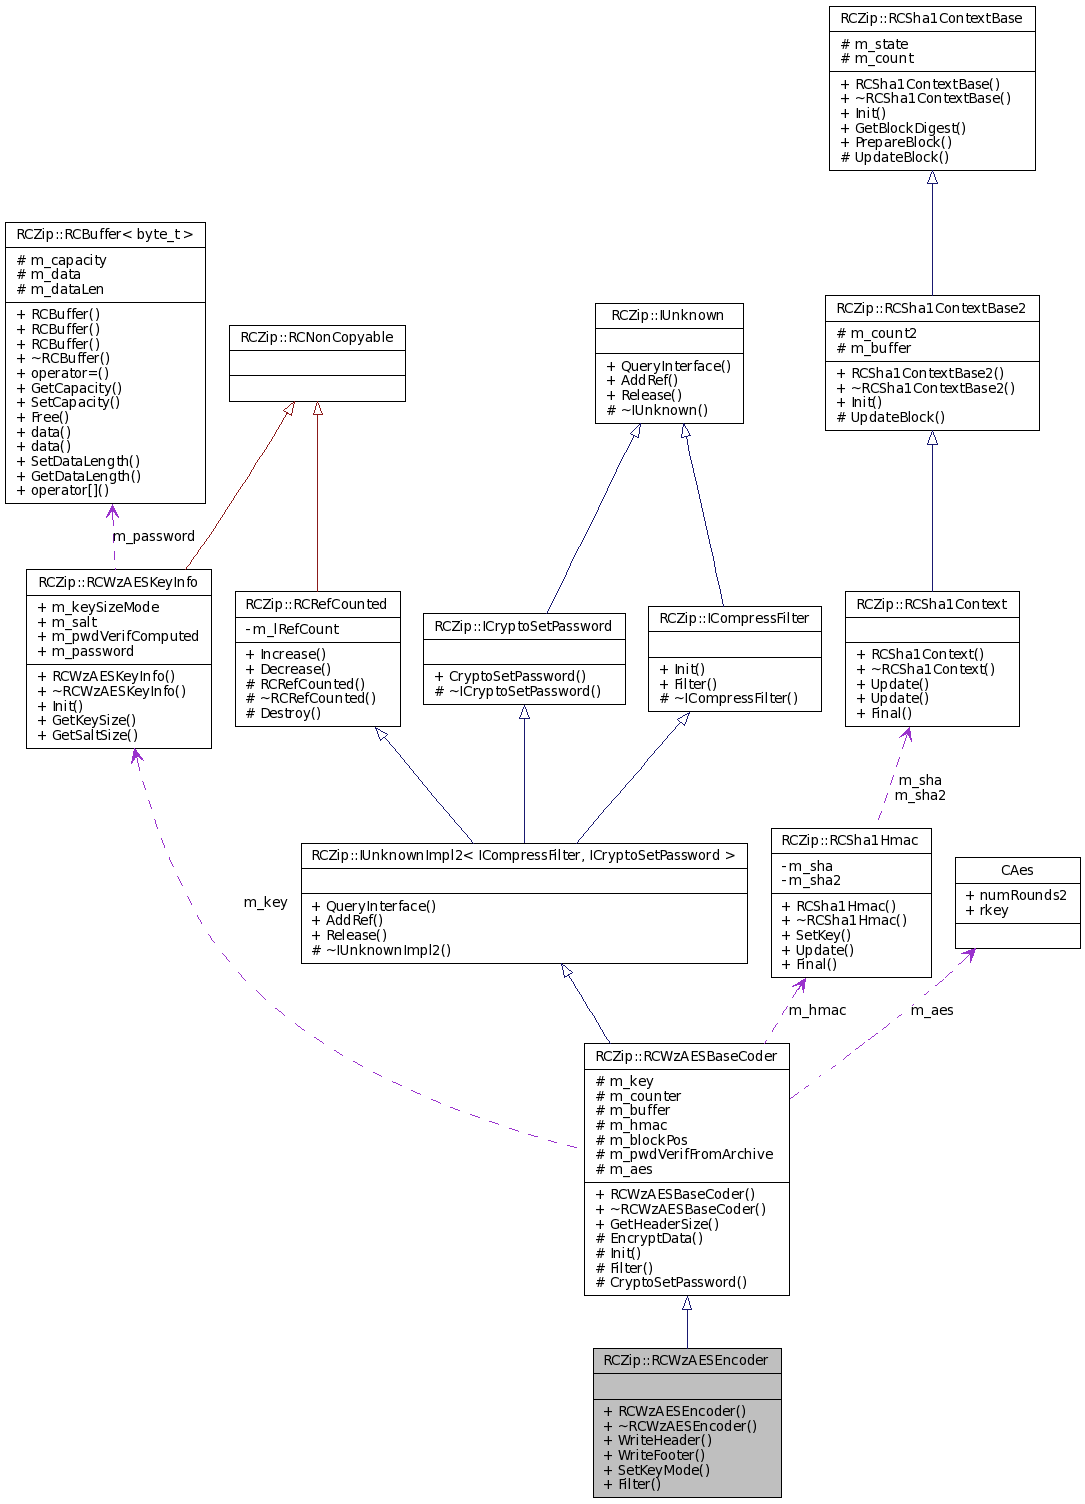 RCZip::RCSha1ContextBase
# m_state
# m_count
+ RCSha1ContextBase()
+ ~RCSha1ContextBase()
+ Init()
+ GetBlockDigest()
+ PrepareBlock()
# UpdateBlock()
RCZip::RCBuffer< byte_t >
# m_capacity
# m_data
# m_dataLen
+ RCBuffer()
+ RCBuffer()
+ RCBuffer()
+ ~RCBuffer()
+ operator=()
+ GetCapacity()
+ SetCapacity()
+ Free()
+ data()
+ data()
+ SetDataLength()
+ GetDataLength()
+ operator[]()
RCZip::RCNonCopyable
RCZip::IUnknown
+ QueryInterface()
+ AddRef()
+ Release()
# ~IUnknown()
RCZip::RCSha1ContextBase2
# m_count2
# m_buffer
+ RCSha1ContextBase2()
+ ~RCSha1ContextBase2()
+ Init()
# UpdateBlock()
m_password
RCZip::RCWzAESKeyInfo
+ m_keySizeMode
+ m_salt
+ m_pwdVerifComputed
+ m_password
+ RCWzAESKeyInfo()
+ ~RCWzAESKeyInfo()
+ Init()
+ GetKeySize()
+ GetSaltSize()
RCZip::RCRefCounted
- m_lRefCount
+ Increase()
+ Decrease()
# RCRefCounted()
# ~RCRefCounted()
# Destroy()
RCZip::ICryptoSetPassword
+ CryptoSetPassword()
# ~ICryptoSetPassword()
RCZip::ICompressFilter
+ Init()
+ Filter()
# ~ICompressFilter()
RCZip::RCSha1Context
+ RCSha1Context()
+ ~RCSha1Context()
+ Update()
+ Update()
+ Final()
m_sha
m_sha2
RCZip::IUnknownImpl2< ICompressFilter, ICryptoSetPassword >
+ QueryInterface()
+ AddRef()
+ Release()
# ~IUnknownImpl2()
RCZip::RCSha1Hmac
- m_sha
- m_sha2
+ RCSha1Hmac()
+ ~RCSha1Hmac()
+ SetKey()
+ Update()
+ Final()
CAes
+ numRounds2
+ rkey
m_key
m_hmac
m_aes
RCZip::RCWzAESBaseCoder
# m_key
# m_counter
# m_buffer
# m_hmac
# m_blockPos
# m_pwdVerifFromArchive
# m_aes
+ RCWzAESBaseCoder()
+ ~RCWzAESBaseCoder()
+ GetHeaderSize()
# EncryptData()
# Init()
# Filter()
# CryptoSetPassword()
RCZip::RCWzAESEncoder
+ RCWzAESEncoder()
+ ~RCWzAESEncoder()
+ WriteHeader()
+ WriteFooter()
+ SetKeyMode()
+ Filter()